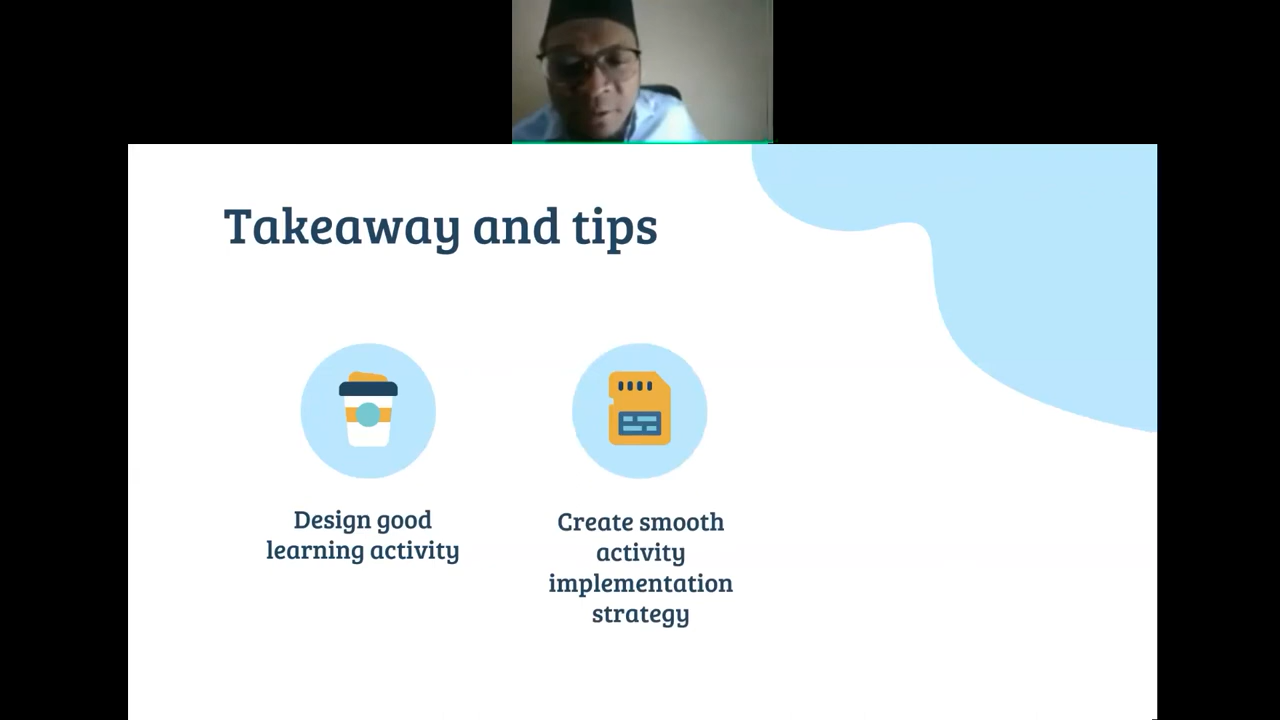 Takeaway and tips
Design good
learning activity
Create smooth
activity
implementation
strategy